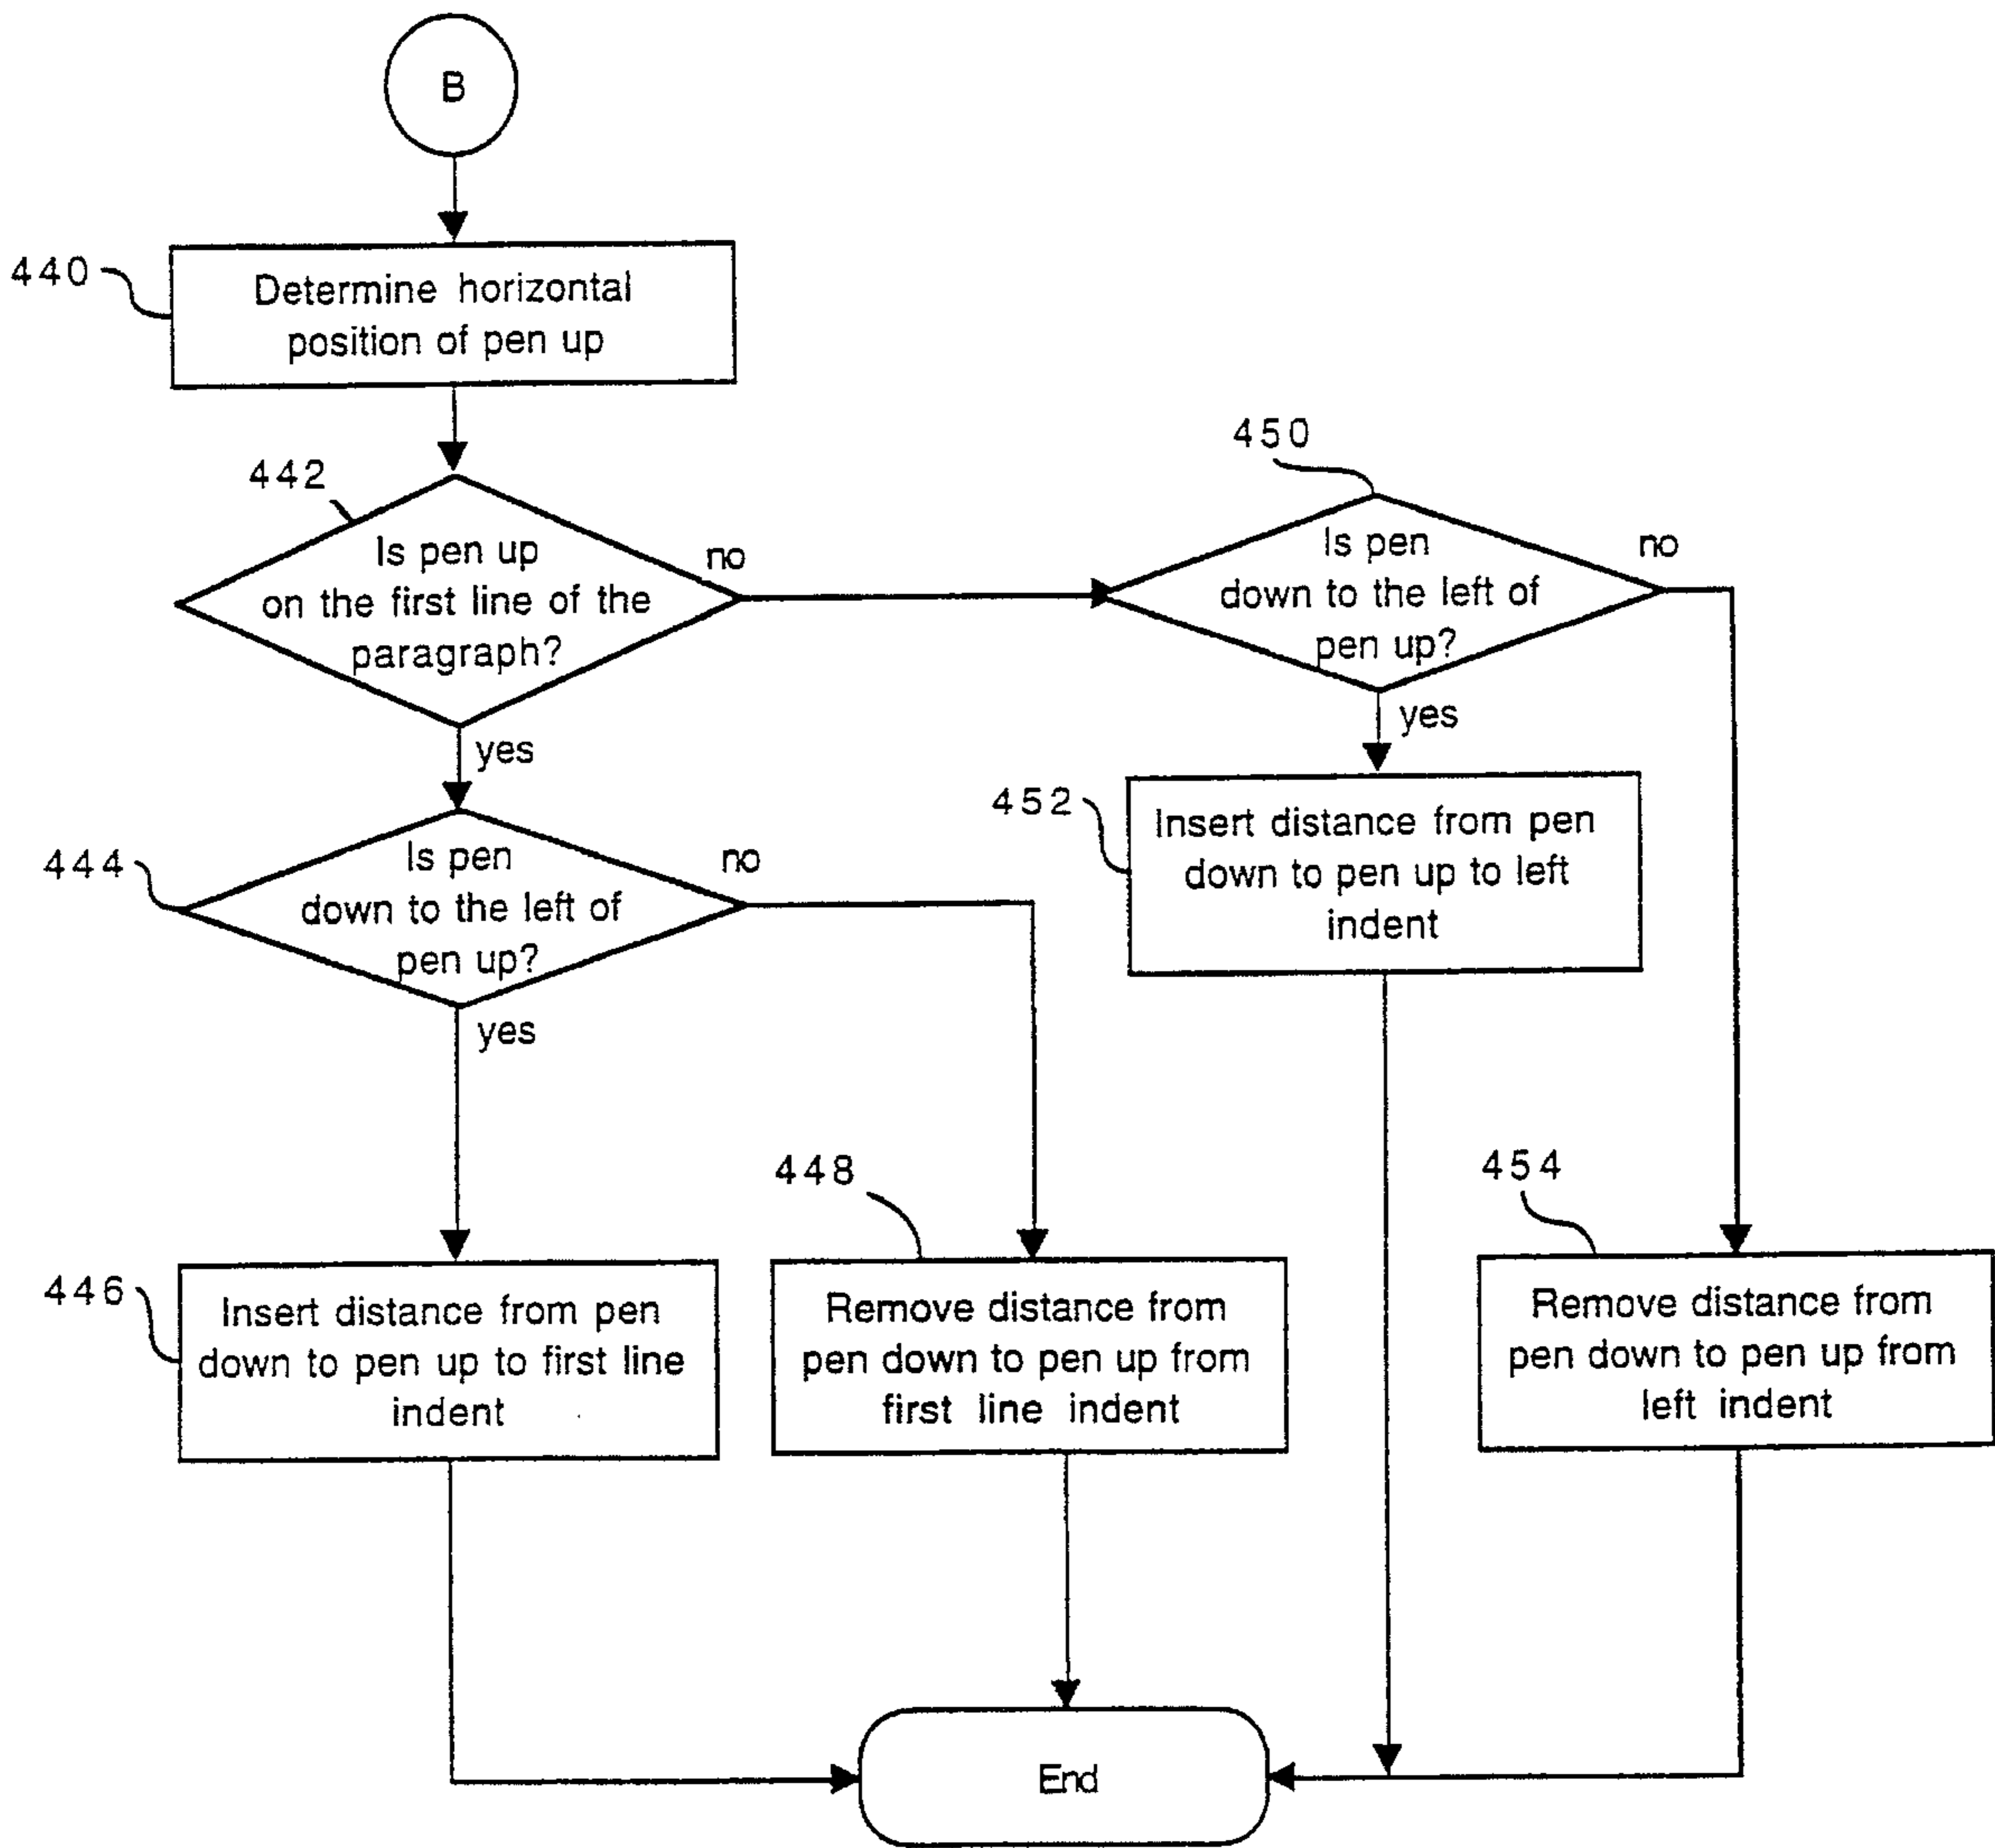 B
440
Determine horizontal
position of pen up
442
Is pen up
on the first line of the
paragraph?
no
yes
450
Is pen
down to the left of
pen up?
no
yes
444
Is pen
down to the left of
pen up?
no
yes
452
Insert distance from pen
down to pen up to left
indent
446
Insert distance from pen
down to pen up to first line
indent
448
Remove distance from
pen down to pen up from
first line indent
454
Remove distance from
pen down to pen up from
left indent
End